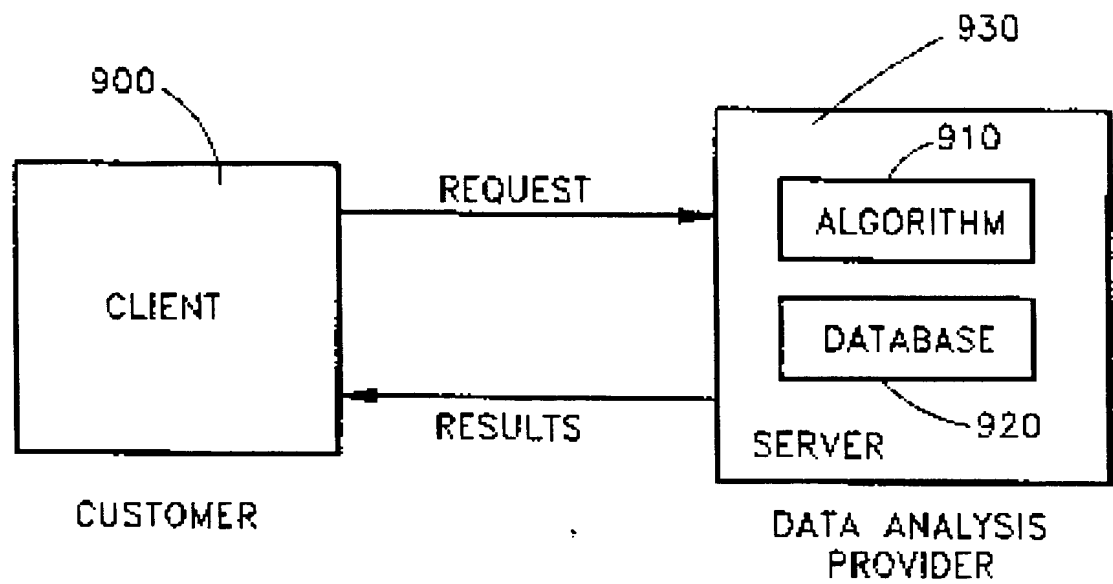 930
900
910
REQUEST
ALGORITHM
CLIENT
DATABASE
RESULTS
920
SERVER
CUSTOMER
DATA ANALYSIS
PROVIDER